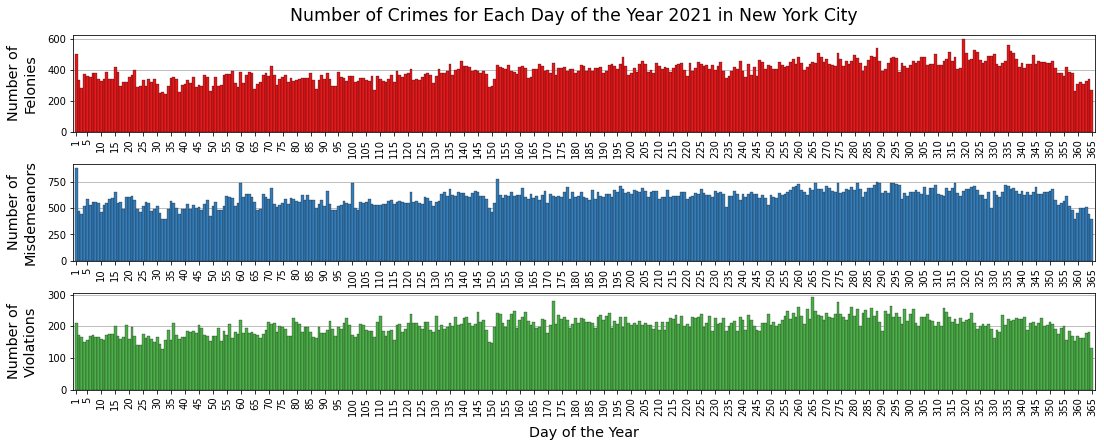 Number of Crimes for Each Day of the Year 2021 in New York City
Number of
Felonies
600
400
200
0
1 5 10 15 20 25 30 35 40 45 50 55 60 65 70 75 80 85 90 95 100 105 110 115 120 125 130 135 140 145 150 155 160 165 170 175 180 185 190 195 200 205 210 215 220 225 230 235 240 245 250 255 260 265 270 275 280 285 290 295 300 305 310 315 320 325 330 335 340 345 350 355 360 365
Number of
Misdemeanors
750
500
250
0
1 5 10 15 20 25 30 35 40 45 50 55 60 65 70 75 80 85 90 95 100 105 110 115 120 125 130 135 140 145 150 155 160 165 170 175 180 185 190 195 200 205 210 215 220 225 230 235 240 245 250 255 260 265 270 275 280 285 290 295 300 305 310 315 320 325 330 335 340 345 350 355 360 365
Number of
Violations
300
200
100
0
1 5 10 15 20 25 30 35 40 45 50 55 60 65 70 75 80 85 90 95 100 105 110 115 120 125 130 135 140 145 150 155 160 165 170 175 180 185 190 195 200 205 210 215 220 225 230 235 240 245 250 255 260 265 270 275 280 285 290 295 300 305 310 315 320 325 330 335 340 345 350 355 360 365
Day of the Year